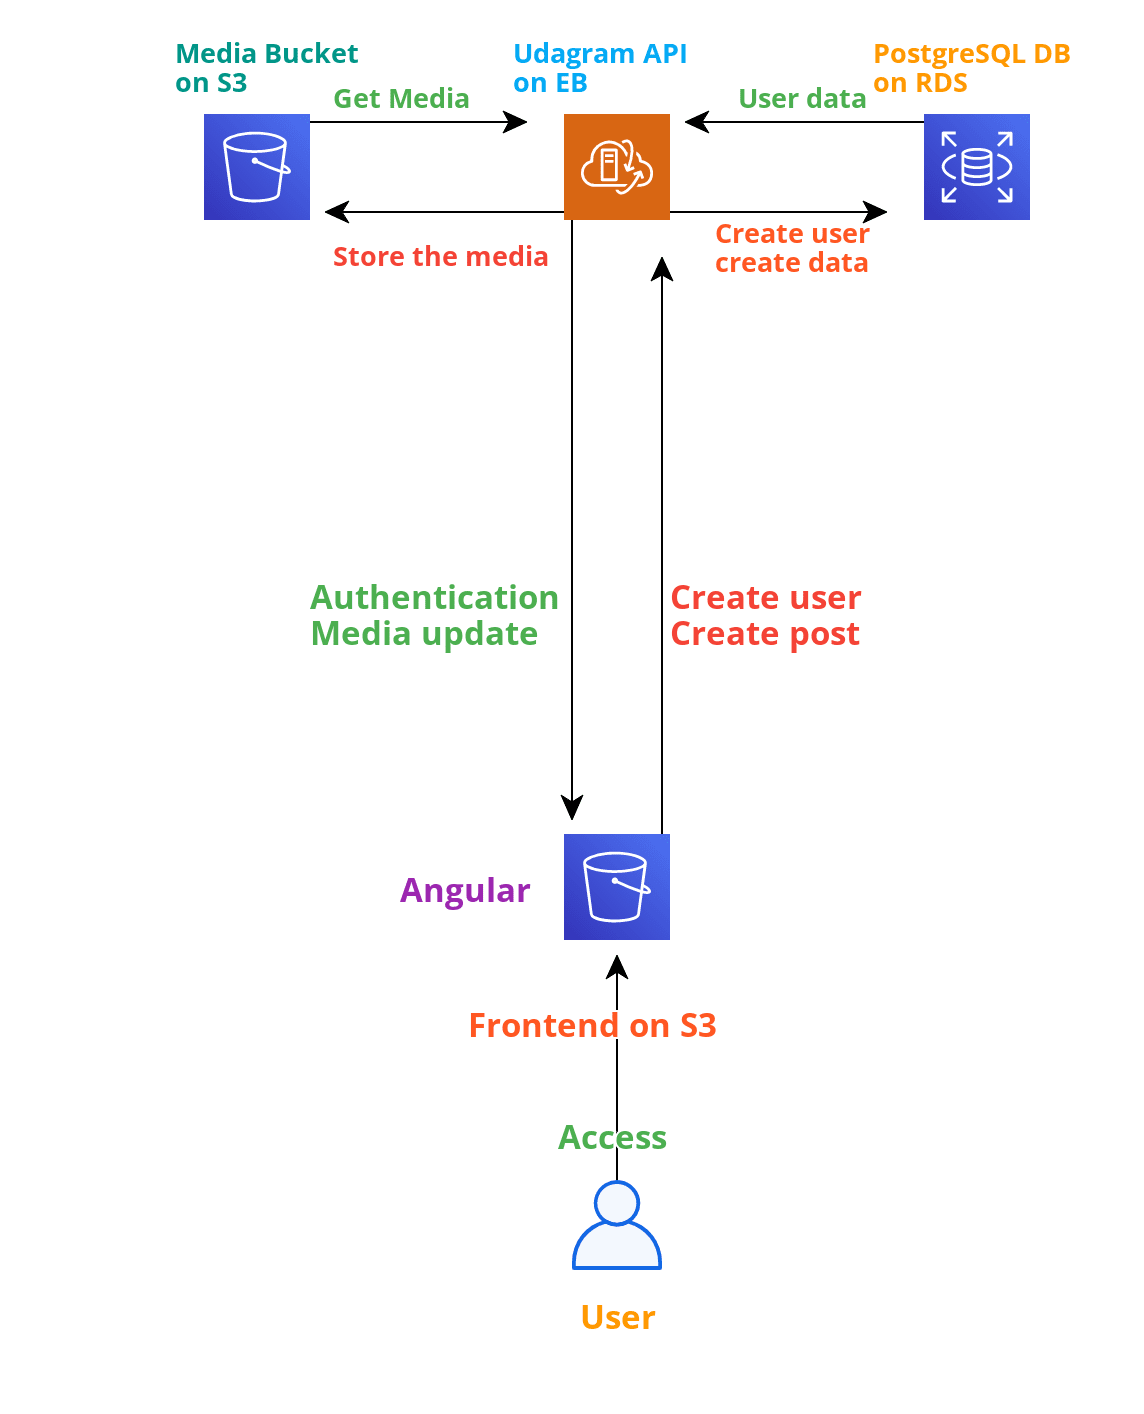 Media Bucket
on S3
Udagram API
on EB
PostgreSQL DB
on RDS
Get Media
User data
Store the media
Create user
create data
Authentication
Media update
Create user
Create post
Angular
Frontend on S3
Access
User